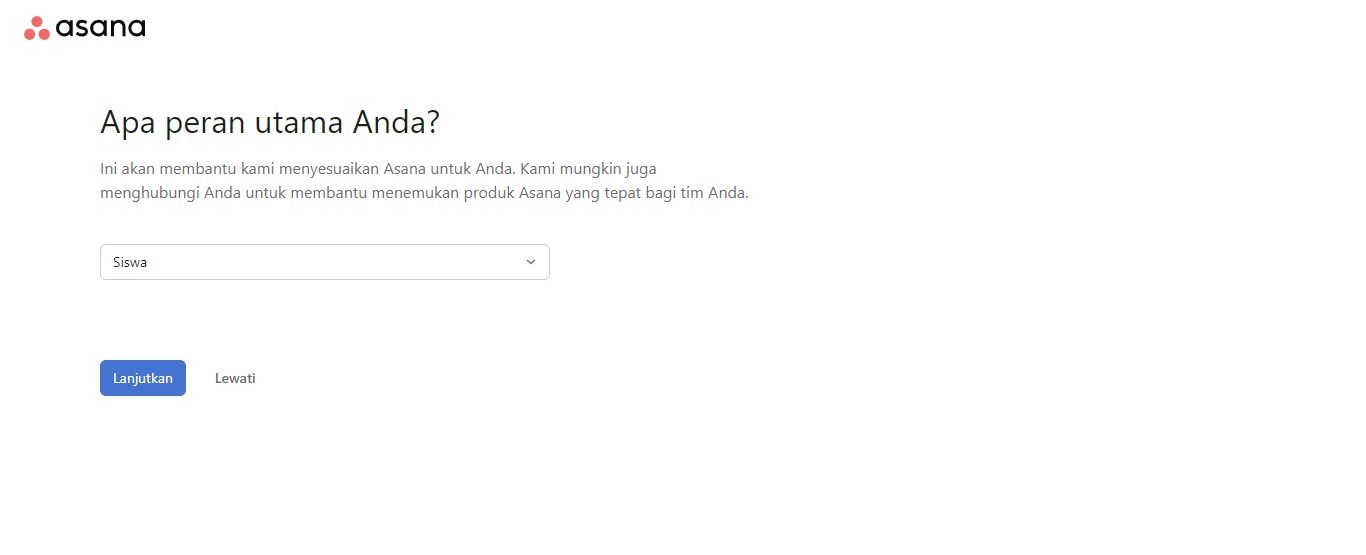 asana
Apa peran utama Anda?
Ini akan membantu kami menyesuaikan Asana untuk Anda. Kami mungkin juga
menghubungi Anda untuk membantu menemukan produk Asana yang tepat bagi tim Anda.
Siswa
Lanjutkan Lewati